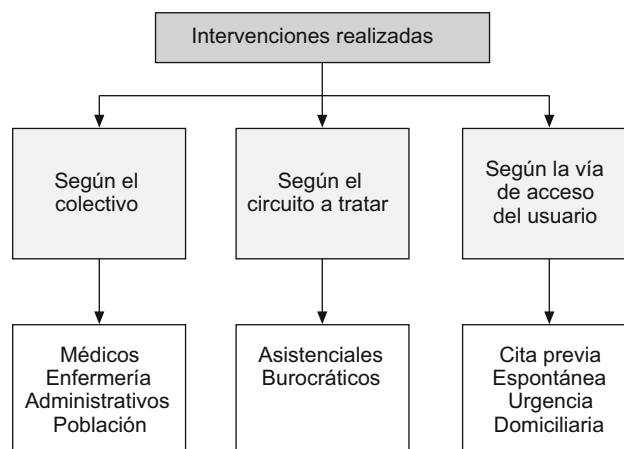 Intervenciones realizadas
Según el
colectivo
Según el
circuito a tratar
Según la vía
de acceso
del usuario
Médicos
Enfermería
Administrativos
Población
Asistenciales
Burocráticos
Cita previa
Espontánea
Urgencia
Domiciliaria